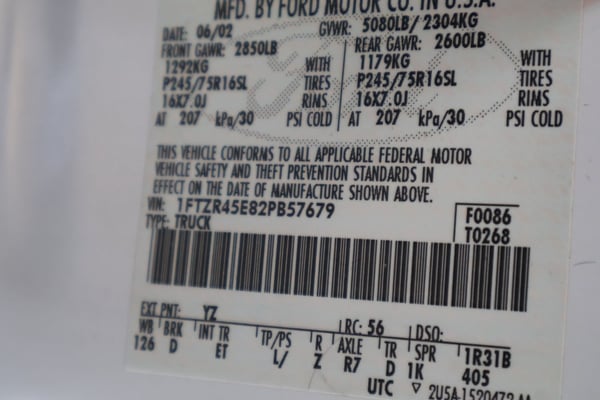 MFD. BY FORD MOTOR CO. IN U.S.A.
DATE: 06/02 GVWR: 5080LB/ 2304KG
FRONT GAWR: 2850LB REAR GAWR: 2600LB
1292KG WITH 1179KG WITH
P245/75R16SL TIRES P245/75R16SL TIRES
16X7.0J RIMS 16X7.0J RIMS
AT 207 kPa/30 PSI COLD AT 207 kPa/30 PSI COLD
THIS VEHICLE CONFORMS TO ALL APPLICABLE FEDERAL MOTOR
VEHICLE SAFETY AND THEFT PREVENTION STANDARDS IN
EFFECT ON THE DATE OF MANUFACTURE SHOWN ABOVE.
VIN: 1FTZR45E82PB57679 F0086
TYPE: TRUCK T0268
EXT PNT: YZ RC: 56 DSO:
WB BRK INT TR TP/PS R AXLE TR SPR 1R31B
126 D ET L/ Z R7 D 1K 405
UTC ▽ 2U5A-1520472-AA